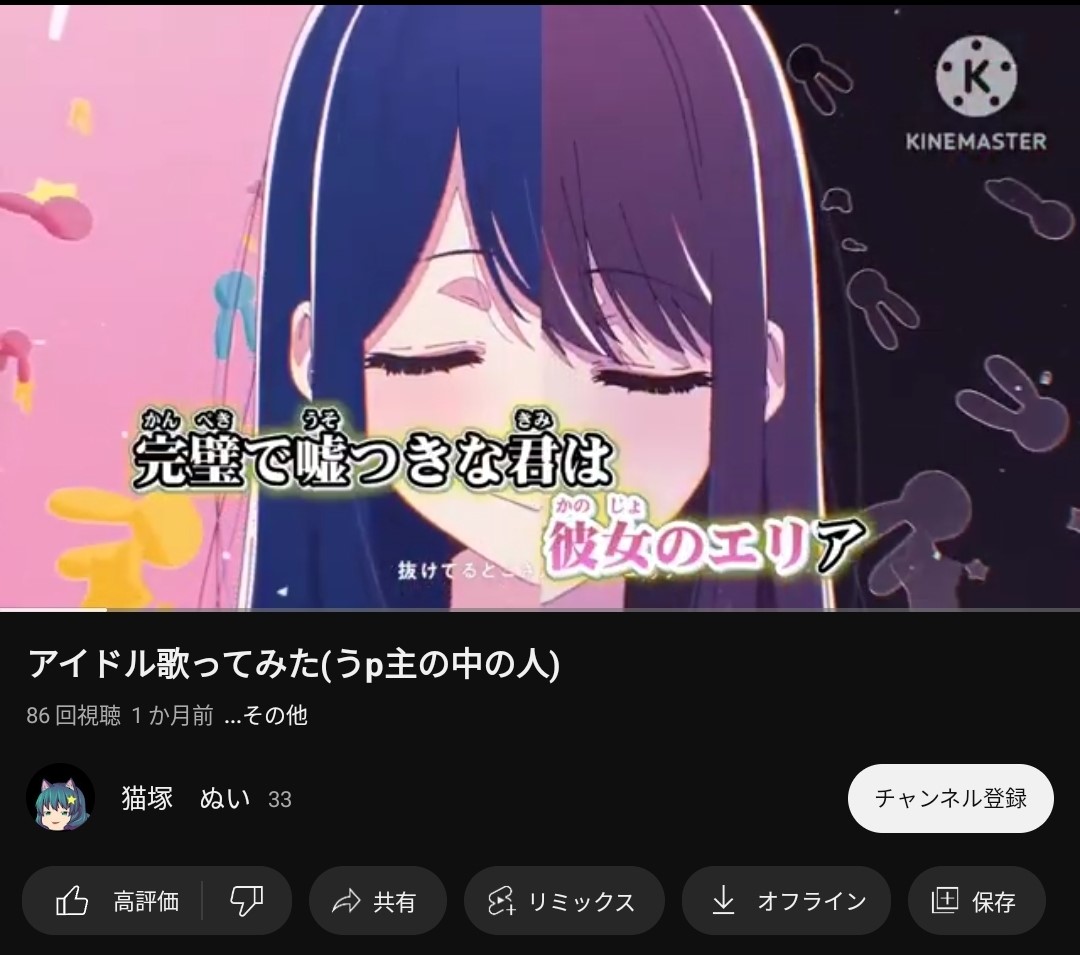 K
KINEMASTER
かんぺき うそ きみ
完璧で嘘つきな君は
かのじょ
彼女のエリア
抜けてると
アイドル歌ってみた(うp主の中の人)
86 回視聴 1 か月前 ...その他
猫塚 ぬい 33
チャンネル登録
高評価 共有 リミックス オフライン 保存